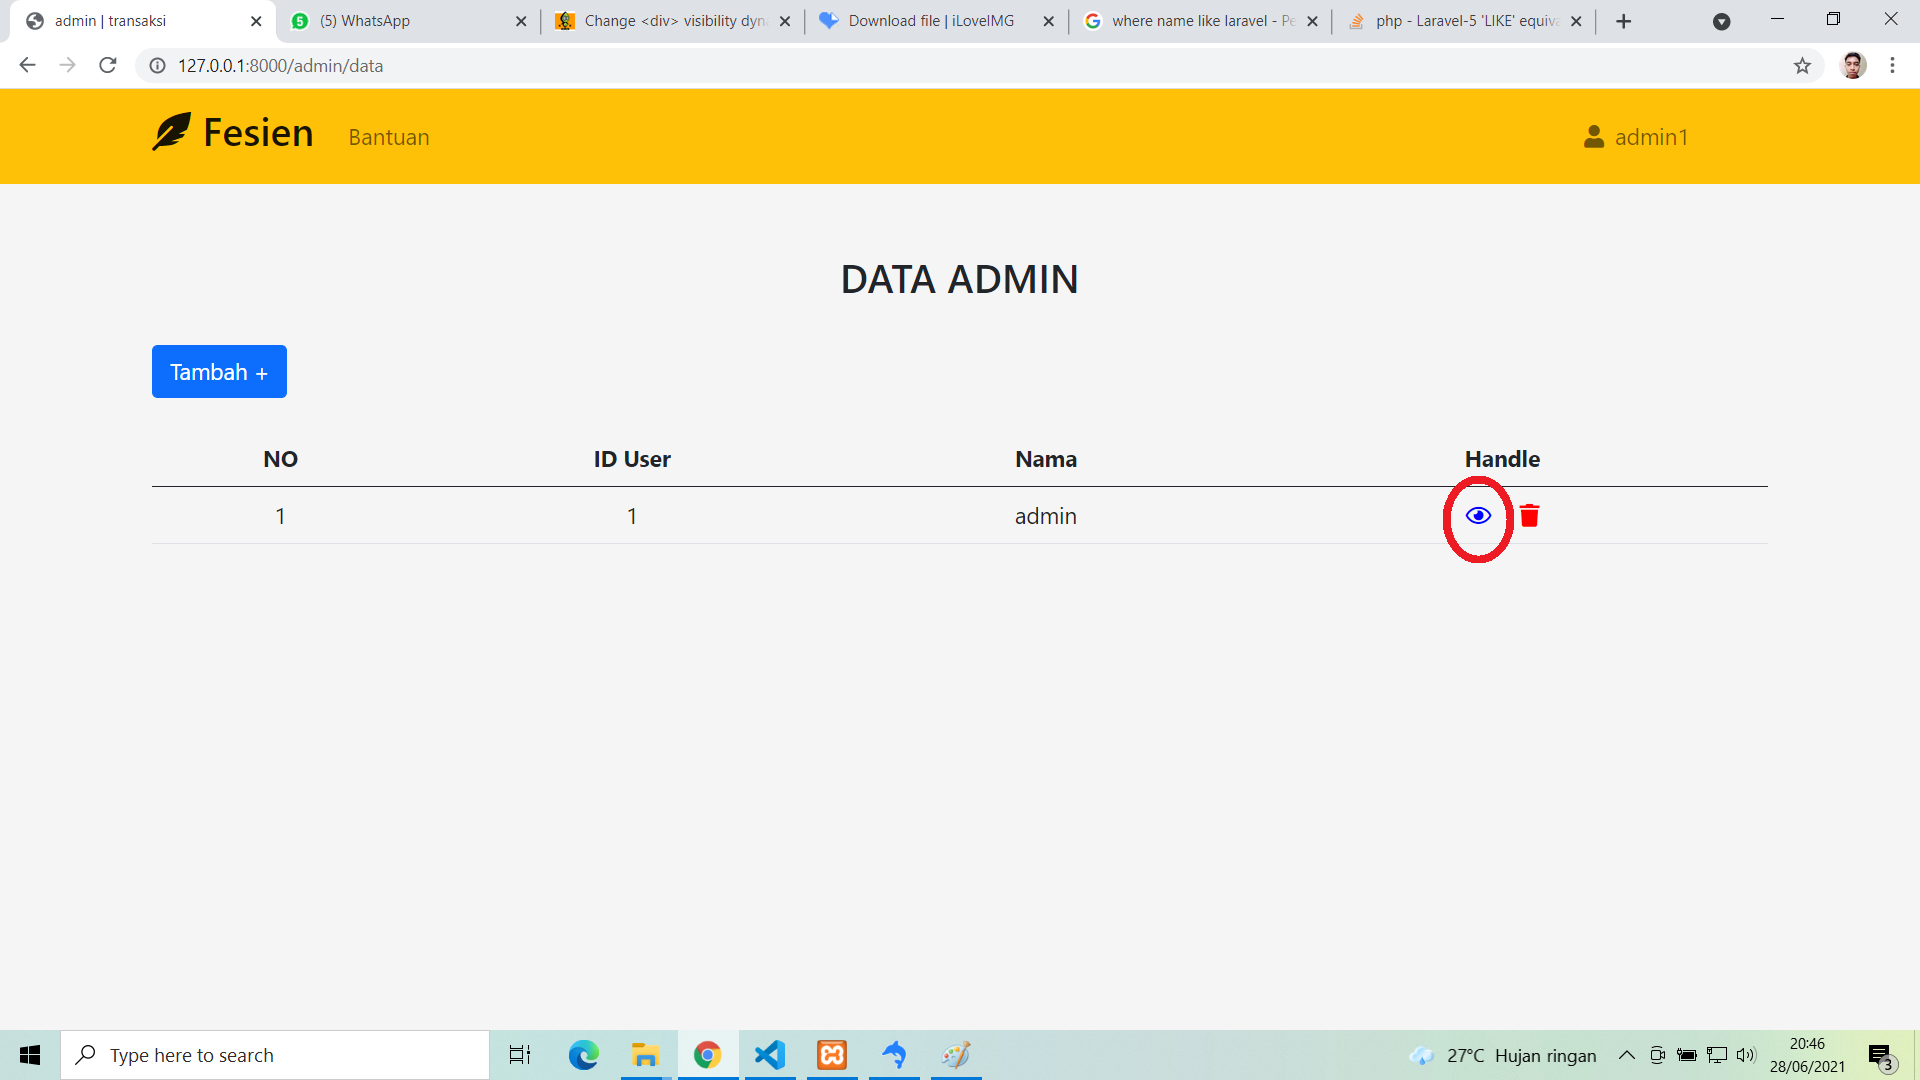 admin | transaksi
(5) WhatsApp
Change <div> visibility dyn
Download file | iLoveIMG
where name like laravel - Pe
php - Laravel-5 'LIKE' equiva
127.0.0.1:8000/admin/data
Fesien
Bantuan
admin1
DATA ADMIN
Tambah +
NO ID User Nama Handle
1 1 admin
Type here to search
27°C Hujan ringan
20:46
28/06/2021
3